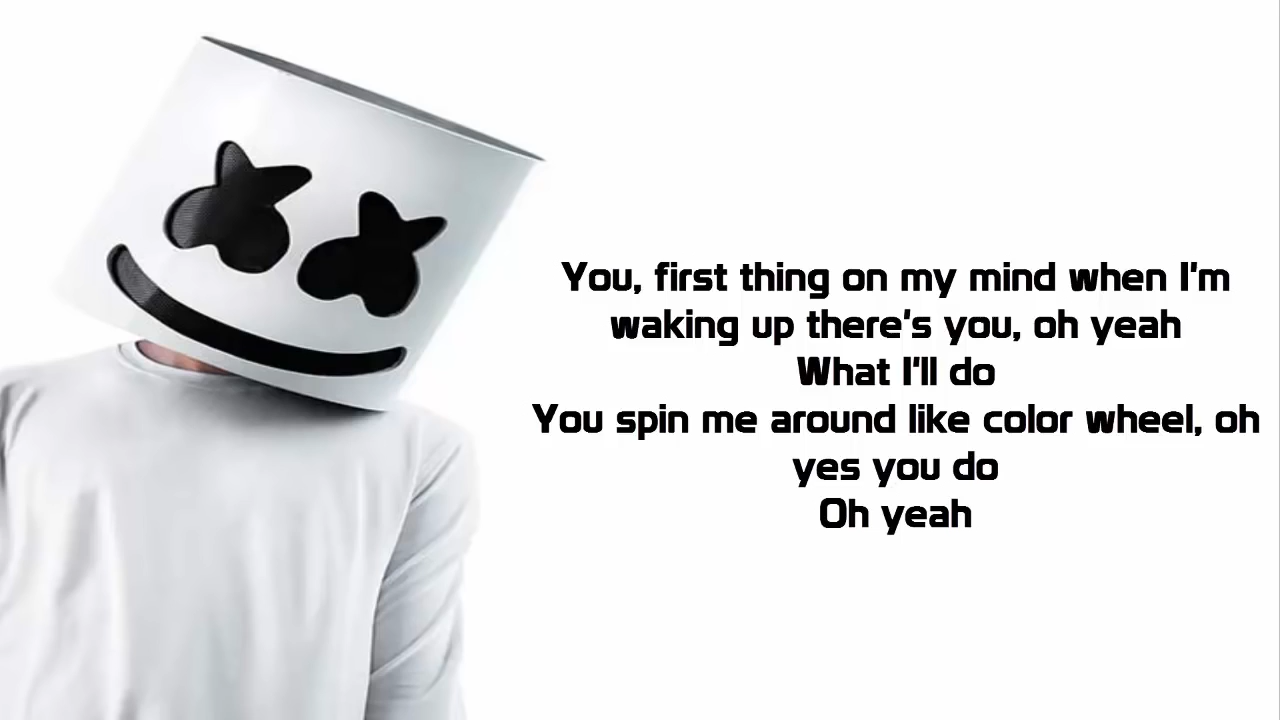 You, first thing on my mind when I'm
waking up there's you, oh yeah
What I'll do
You spin me around like color wheel, oh
yes you do
Oh yeah